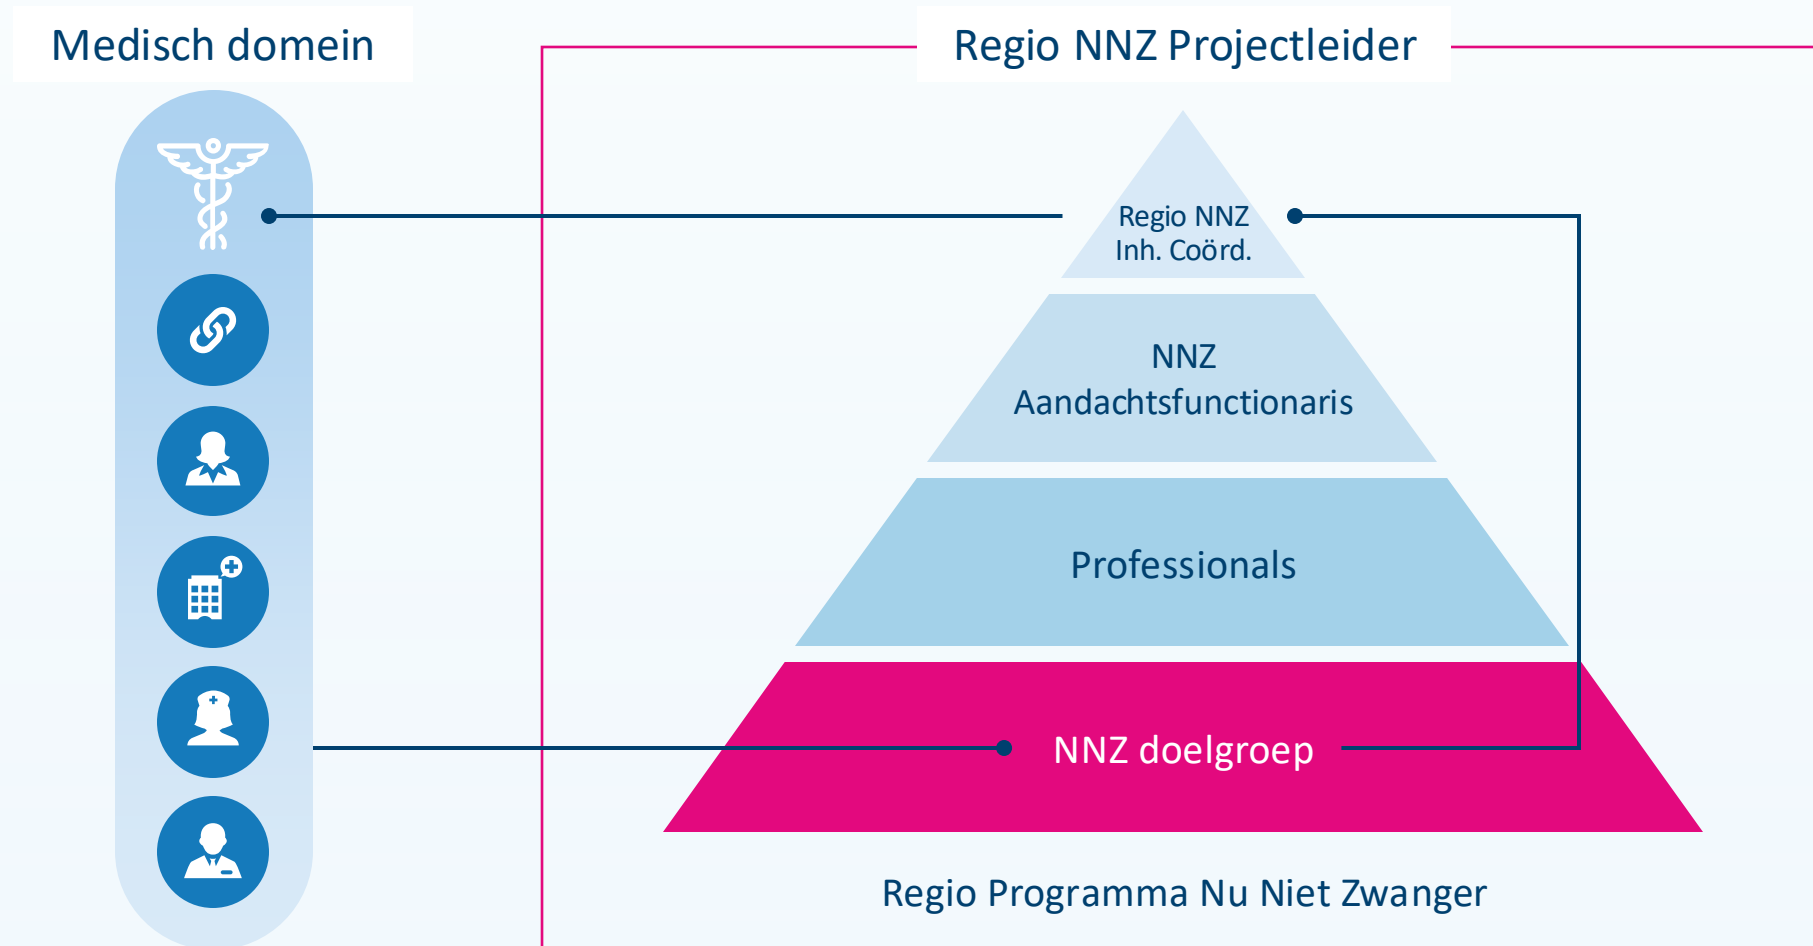 Medisch domein
Regio NNZ Projectleider
Regio NNZ
Inh. Coörd.
NNZ
Aandachtsfunctionaris
Professionals
NNZ doelgroep
Regio Programma Nu Niet Zwanger